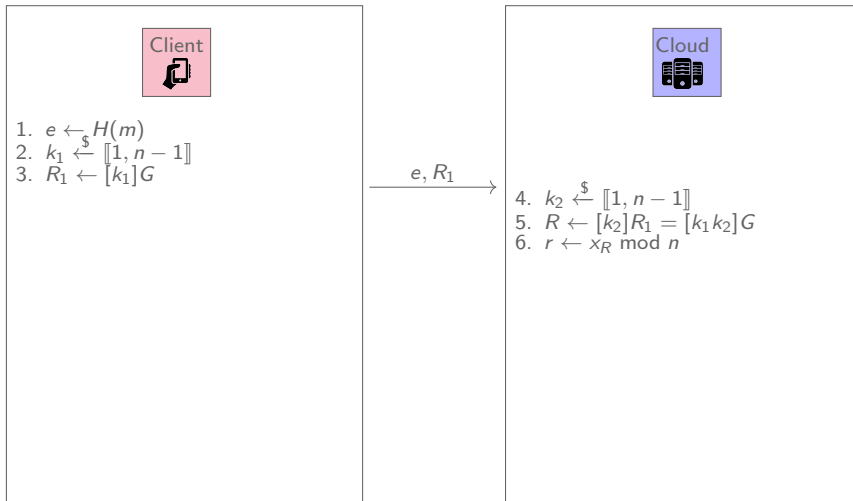 Client
Cloud
1. e ← H(m)
2. k₁ ←$ ⟦1, n − 1⟧
3. R₁ ← [k₁]G
e, R₁
4. k₂ ←$ ⟦1, n − 1⟧
5. R ← [k₂]R₁ = [k₁k₂]G
6. r ← x_R mod n